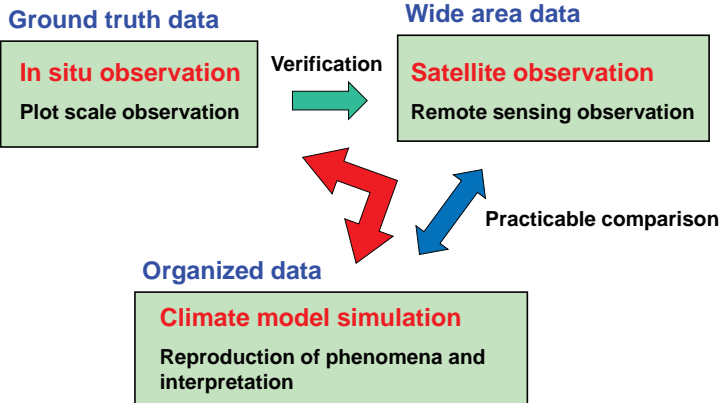 Ground truth data
In situ observation
Plot scale observation
Verification
Wide area data
Satellite observation
Remote sensing observation
Practicable comparison
Organized data
Climate model simulation
Reproduction of phenomena and
interpretation